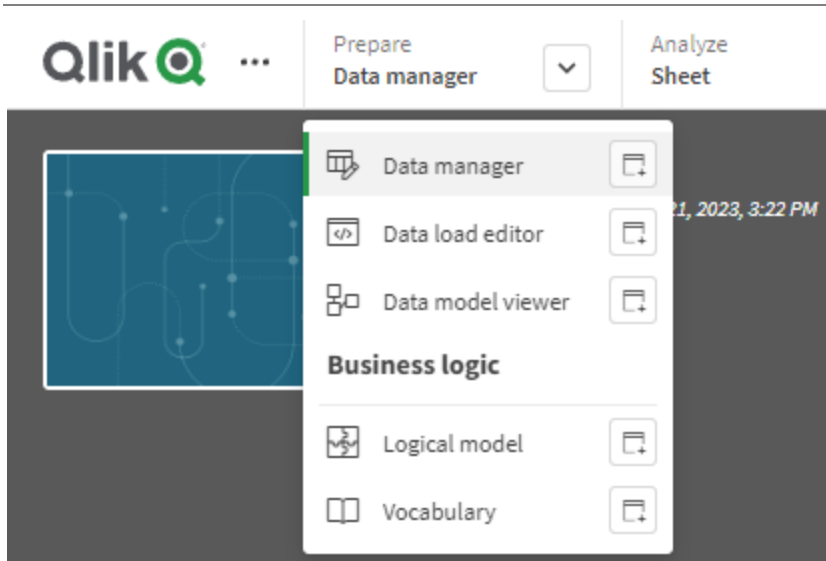 Qlik
Prepare
Data manager
Analyze
Sheet
Data manager
21, 2023, 3:22 PM
Data load editor
Data model viewer
Business logic
Logical model
Vocabulary